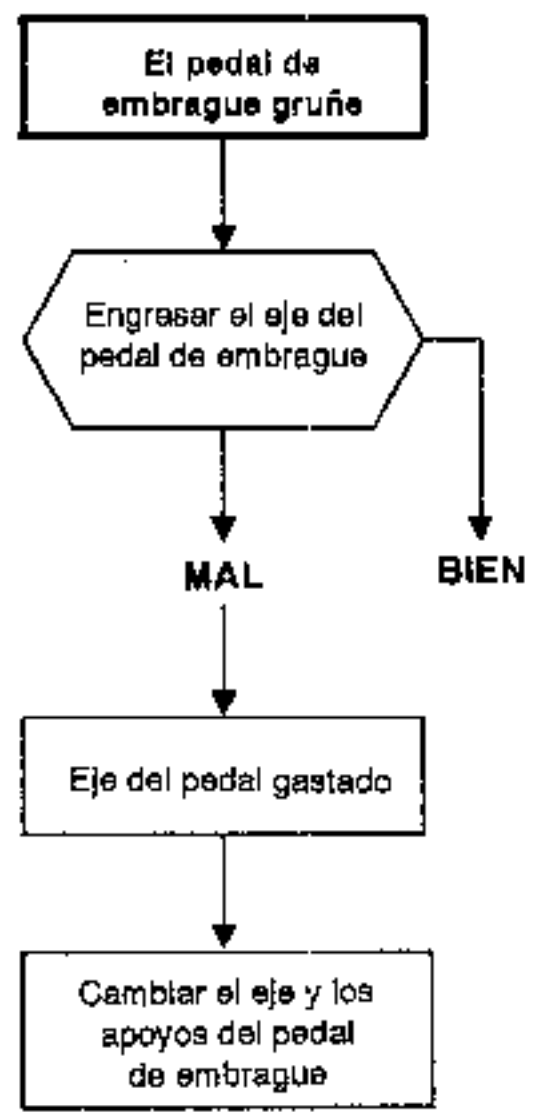 El pedal de
embrague gruñe
Engrasar el eje del
pedal de embrague
MAL
BIEN
Eje del pedal gastado
Cambiar el eje y los
apoyos del pedal
de embrague